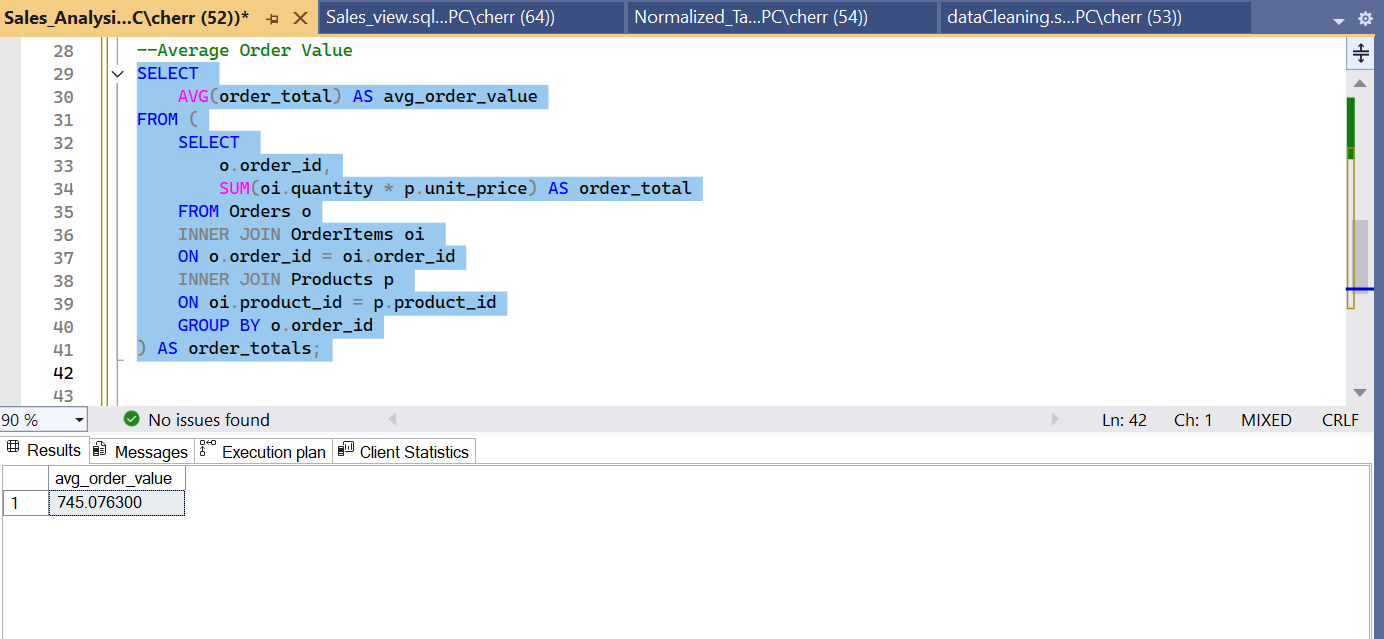 Sales_Analysi...C\cherr (52))*
Sales_view.sql...PC\cherr (64))
Normalized_Ta...PC\cherr (54))
dataCleaning.s...PC\cherr (53))
28 --Average Order Value
29 SELECT
30 AVG(order_total) AS avg_order_value
31 FROM (
32 SELECT
33 o.order_id,
34 SUM(oi.quantity * p.unit_price) AS order_total
35 FROM Orders o
36 INNER JOIN OrderItems oi
37 ON o.order_id = oi.order_id
38 INNER JOIN Products p
39 ON oi.product_id = p.product_id
40 GROUP BY o.order_id
41 ) AS order_totals;
42
43
90 % No issues found Ln: 42 Ch: 1 MIXED CRLF
Results Messages Execution plan Client Statistics
avg_order_value
1 745.076300